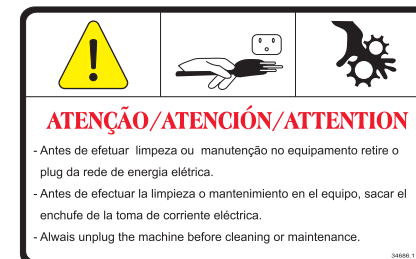 ATENÇÃO/ATENCIÓN/ATTENTION
- Antes de efetuar limpeza ou manutenção no equipamento retire o
plug da rede de energia elétrica.
- Antes de efectuar la limpieza o mantenimiento en el equipo, sacar el
enchufe de la toma de corriente eléctrica.
- Alwais unplug the machine before cleaning or maintenance.
34686.1